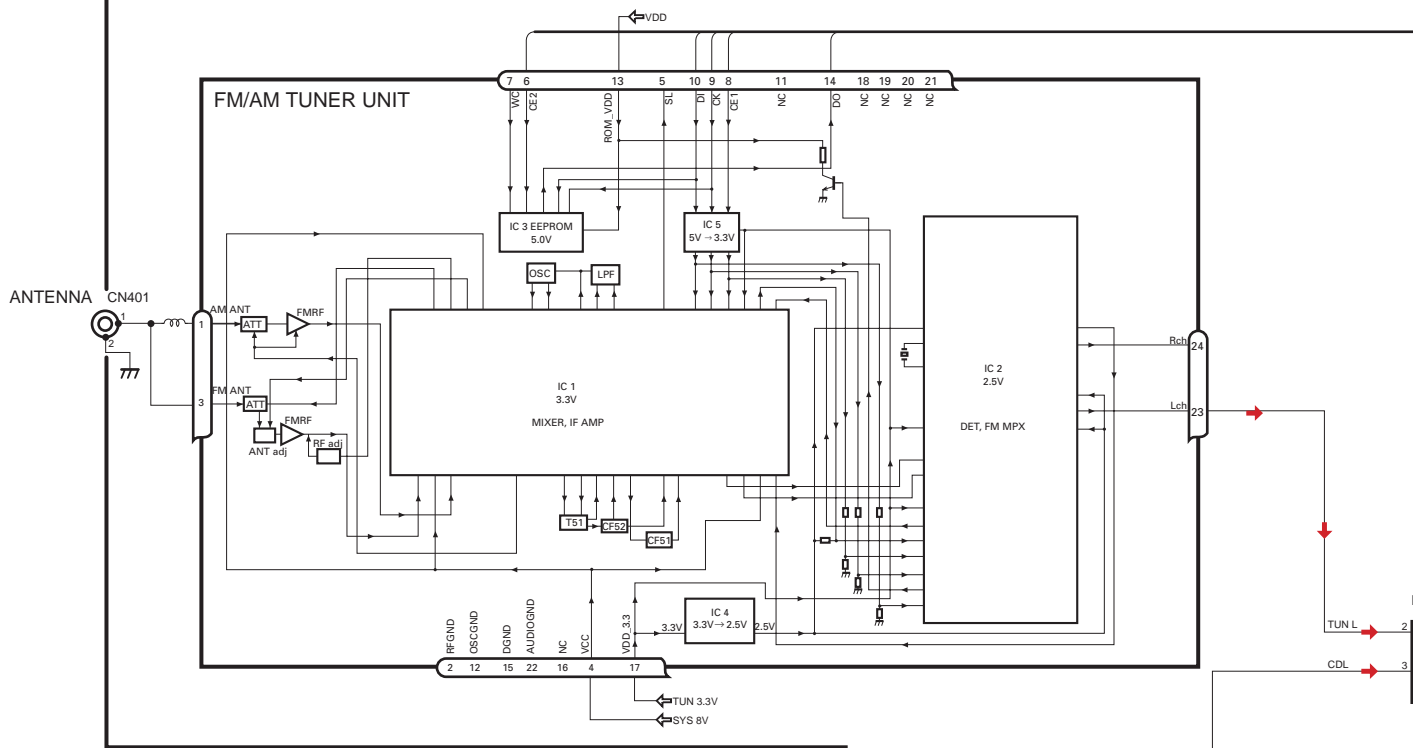 VDD
7 6 13 5 10 9 8 11 14 18 19 20 21
FM/AM TUNER UNIT
WC
CE2
ROM_VDD
SL
DI
CK
CE1
NC
DO
NC
NC
NC
NC
IC 3 EEPROM
5.0V
IC 5
5V → 3.3V
OSC
LPF
ANTENNA CN401
1
2
AM ANT
1
ATT
FMRF
FM ANT
3
ATT
FMRF
ANT adj
RF adj
IC 1
3.3V
MIXER, IF AMP
IC 2
2.5V
DET, FM MPX
Rch
24
Lch
23
T51
CF52
CF51
IC 4
3.3V→2.5V
3.3V
2.5V
RFGND
OSCGND
DGND
AUDIOGND
NC
VCC
VDD_3.3
2 12 15 22 16 4 17
TUN 3.3V
SYS 8V
TUN L
2
CDL
3